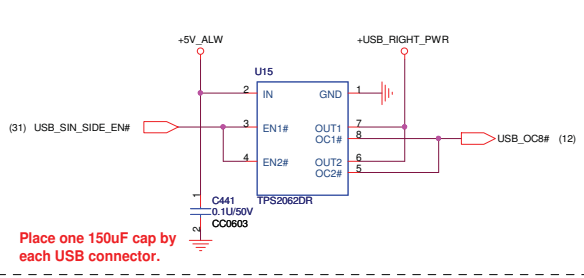 +5V_ALW
+USB_RIGHT_PWR
U15
2 IN GND 1
(31) USB_SIN_SIDE_EN# 3 EN1# OUT1 7
OC1# 8 USB_OC8# (12)
4 EN2# OUT2 6
OC2# 5
TPS2062DR
1 C441
0.1U/50V
CC0603
2
Place one 150uF cap by
each USB connector.